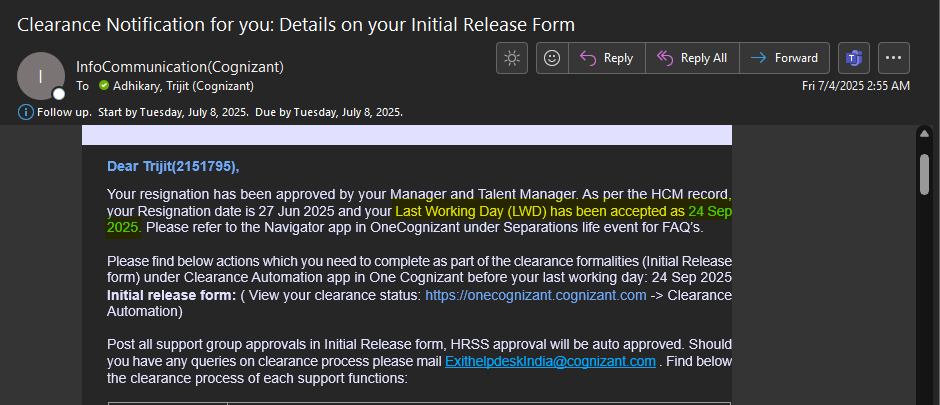 Clearance Notification for you: Details on your Initial Release Form
I
InfoCommunication(Cognizant)
To Adhikary, Trijit (Cognizant)
Reply
Reply All
Forward
Fri 7/4/2025 2:55 AM
Follow up. Start by Tuesday, July 8, 2025. Due by Tuesday, July 8, 2025.
Dear Trijit(2151795),
Your resignation has been approved by your Manager and Talent Manager. As per the HCM record,
your Resignation date is 27 Jun 2025 and your Last Working Day (LWD) has been accepted as 24 Sep
2025. Please refer to the Navigator app in OneCognizant under Separations life event for FAQ's.
Please find below actions which you need to complete as part of the clearance formalities (Initial Release
form) under Clearance Automation app in One Cognizant before your last working day: 24 Sep 2025
Initial release form: ( View your clearance status: https://onecognizant.cognizant.com -> Clearance
Automation)
Post all support group approvals in Initial Release form, HRSS approval will be auto approved. Should
you have any queries on clearance process please mail ExithelpdeskIndia@cognizant.com . Find below
the clearance process of each support functions: